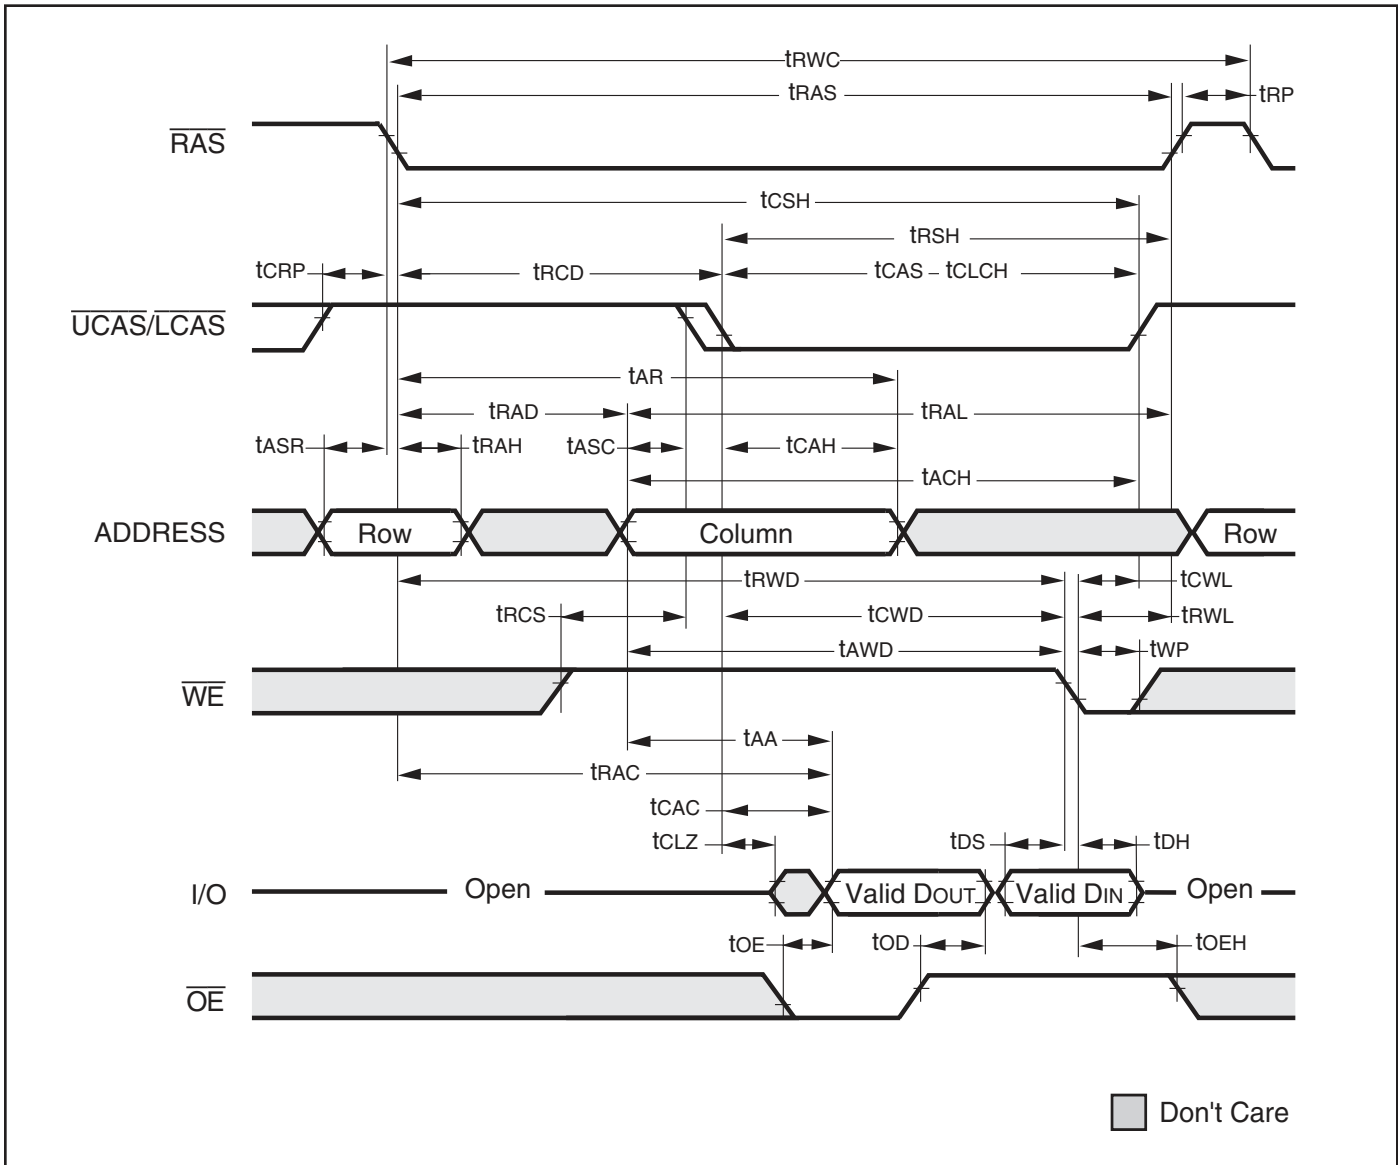 tRWC
tRAS
tRP
RAS
tCSH
tRSH
tCRP
tRCD
tCAS – tCLCH
UCAS/LCAS
tAR
tRAD
tRAL
tASR
tRAH
tASC
tCAH
tACH
ADDRESS
Row
Column
Row
tRWD
tCWL
tRCS
tCWD
tRWL
tAWD
tWP
WE
tAA
tRAC
tCAC
tCLZ
tDS
tDH
I/O
Open
Valid DOUT
Valid DIN
Open
tOE
tOD
tOEH
OE
Don't Care